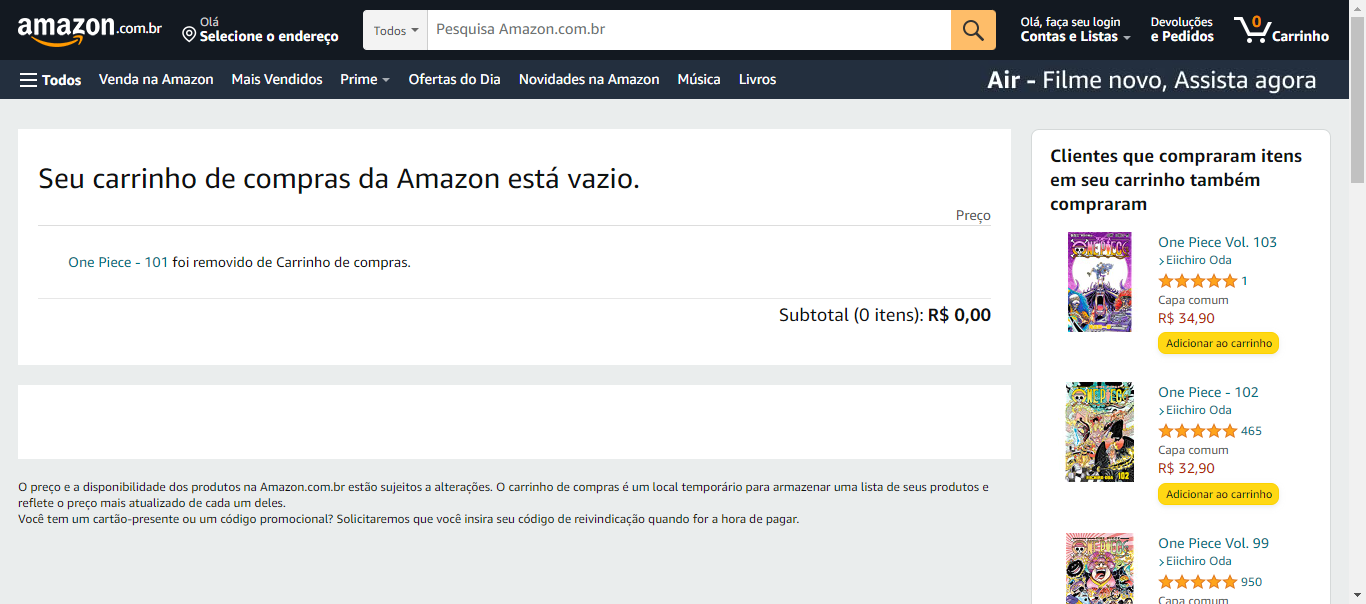 amazon.com.br
Olá
Selecione o endereço
Todos
Pesquisa Amazon.com.br
Olá, faça seu login
Contas e Listas
Devoluções
e Pedidos
0
Carrinho
Todos
Venda na Amazon
Mais Vendidos
Prime
Ofertas do Dia
Novidades na Amazon
Música
Livros
Air - Filme novo, Assista agora
Seu carrinho de compras da Amazon está vazio.
Preço
One Piece - 101 foi removido de Carrinho de compras.
Subtotal (0 itens): R$ 0,00
O preço e a disponibilidade dos produtos na Amazon.com.br estão sujeitos a alterações. O carrinho de compras é um local temporário para armazenar uma lista de seus produtos e
reflete o preço mais atualizado de cada um deles.
Você tem um cartão-presente ou um código promocional? Solicitaremos que você insira seu código de reivindicação quando for a hora de pagar.
Clientes que compraram itens
em seu carrinho também
compraram
One Piece Vol. 103
Eiichiro Oda
1
Capa comum
R$ 34,90
Adicionar ao carrinho
One Piece - 102
Eiichiro Oda
465
Capa comum
R$ 32,90
Adicionar ao carrinho
One Piece Vol. 99
Eiichiro Oda
950
Capa comum